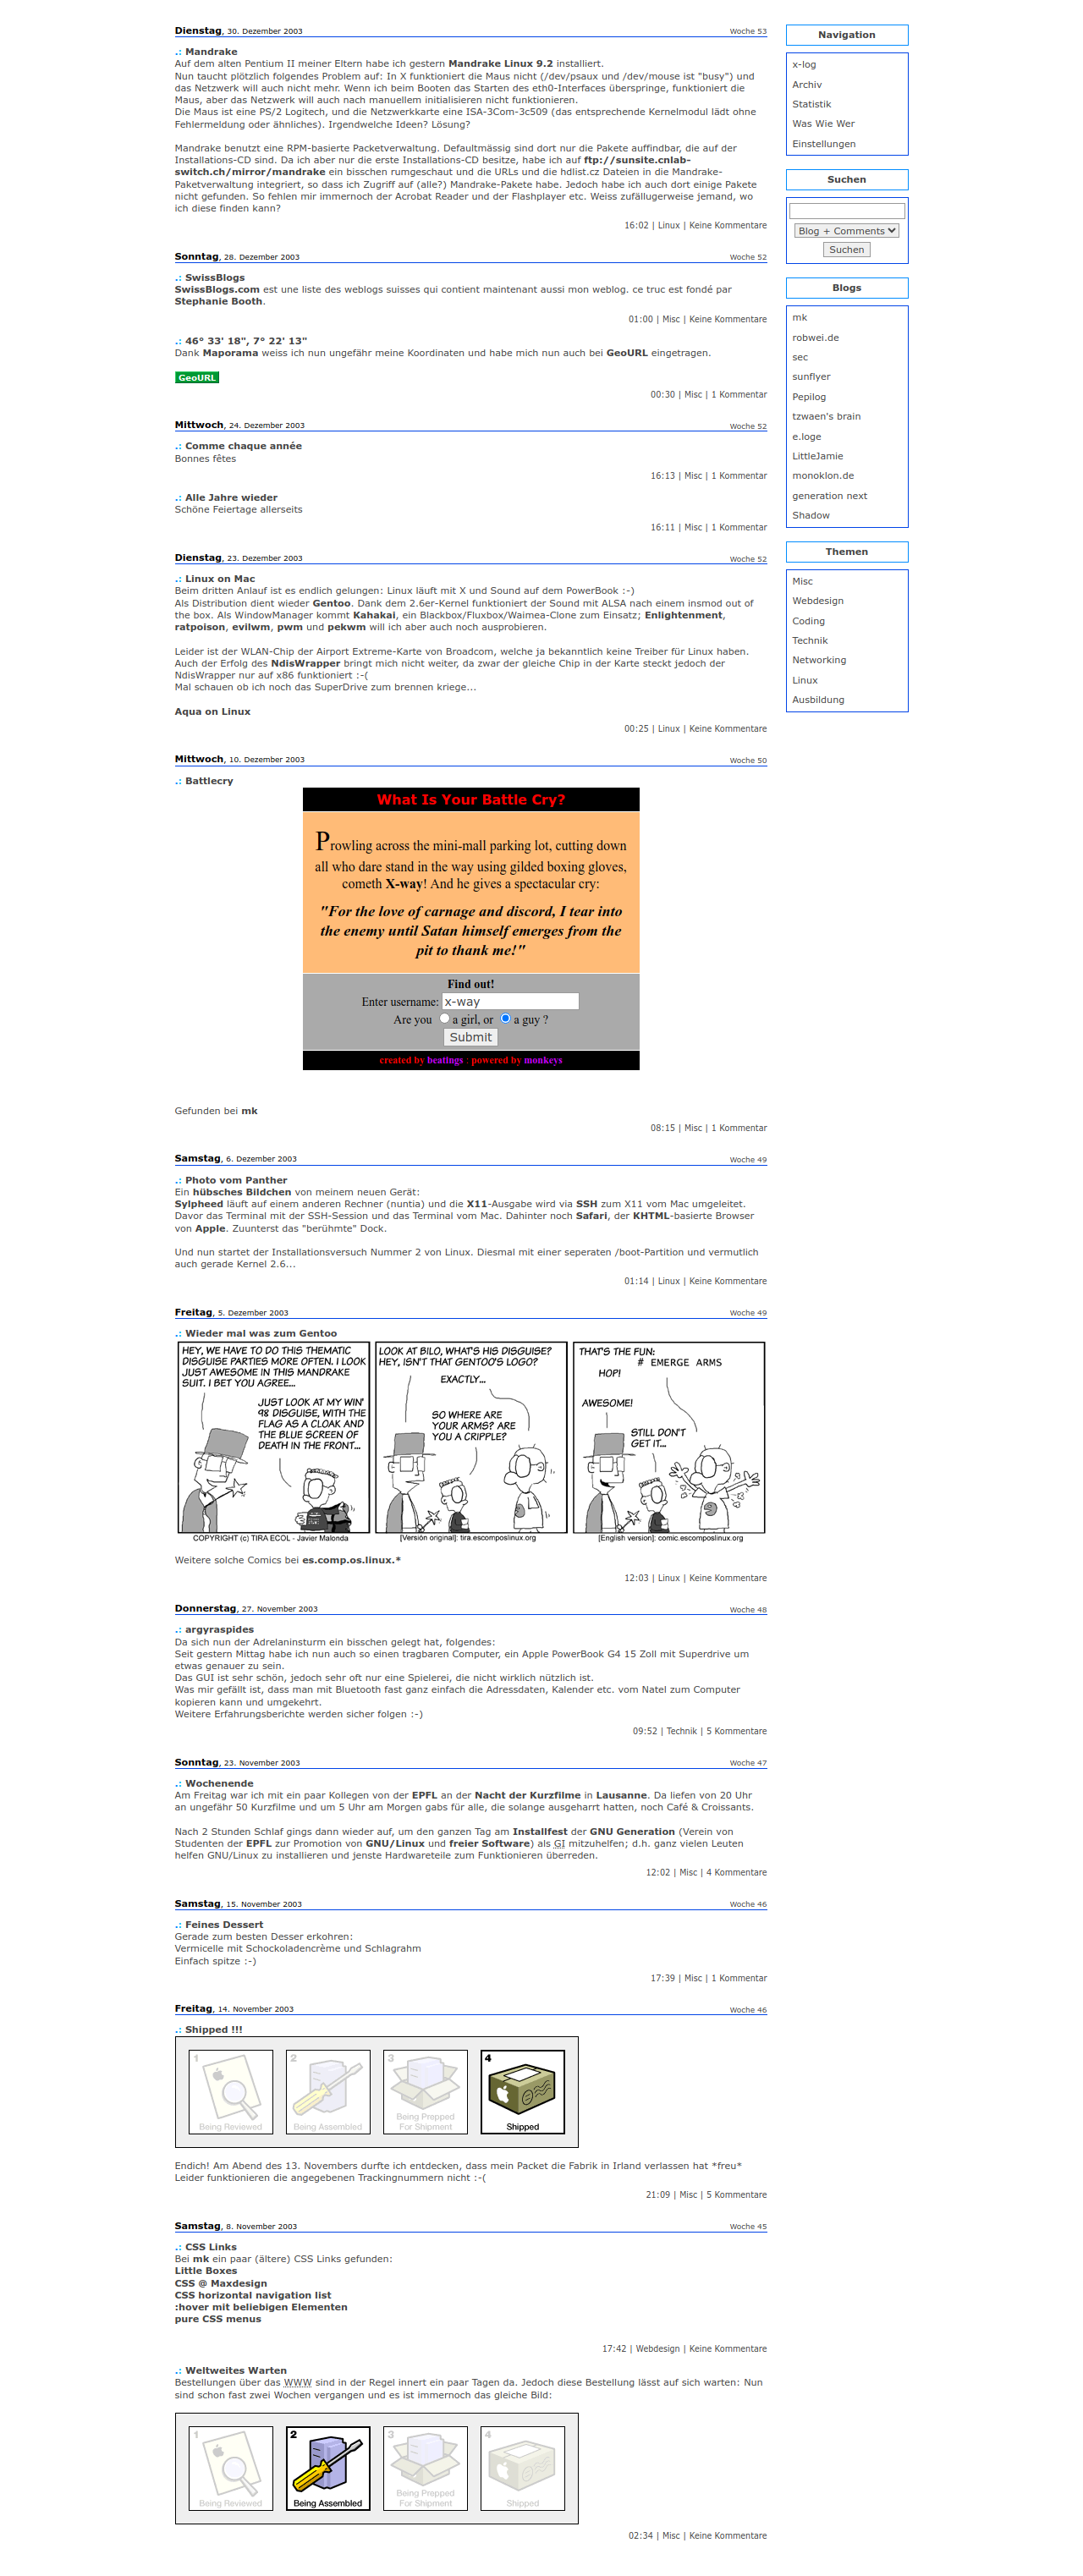 Dienstag, 30. Dezember 2003
Woche 53
.: Mandrake
Auf dem alten Pentium II meiner Eltern habe ich gestern Mandrake Linux 9.2 installiert.
Nun taucht plötzlich folgendes Problem auf: In X funktioniert die Maus nicht (/dev/psaux und /dev/mouse ist "busy") und
das Netzwerk will auch nicht mehr. Wenn ich beim Booten das Starten des eth0-Interfaces überspringe, funktioniert die
Maus, aber das Netzwerk will auch nach manuellem initialisieren nicht funktionieren.
Die Maus ist eine PS/2 Logitech, und die Netzwerkkarte eine ISA-3Com-3c509 (das entsprechende Kernelmodul lädt ohne
Fehlermeldung oder ähnliches). Irgendwelche Ideen? Lösung?
Mandrake benutzt eine RPM-basierte Packetverwaltung. Defaultmässig sind dort nur die Pakete auffindbar, die auf der
Installations-CD sind. Da ich aber nur die erste Installations-CD besitze, habe ich auf ftp://sunsite.cnlab-
switch.ch/mirror/mandrake ein bisschen rumgeschaut und die URLs und die hdlist.cz Dateien in die Mandrake-
Paketverwaltung integriert, so dass ich Zugriff auf (alle?) Mandrake-Pakete habe. Jedoch habe ich auch dort einige Pakete
nicht gefunden. So fehlen mir immernoch der Acrobat Reader und der Flashplayer etc. Weiss zufällugerweise jemand, wo
ich diese finden kann?
16:02 | Linux | Keine Kommentare
Sonntag, 28. Dezember 2003
Woche 52
.: SwissBlogs
SwissBlogs.com est une liste des weblogs suisses qui contient maintenant aussi mon weblog. ce truc est fondé par
Stephanie Booth.
01:00 | Misc | Keine Kommentare
.: 46° 33' 18", 7° 22' 13"
Dank Maporama weiss ich nun ungefähr meine Koordinaten und habe mich nun auch bei GeoURL eingetragen.
GeoURL
00:30 | Misc | 1 Kommentar
Mittwoch, 24. Dezember 2003
Woche 52
.: Comme chaque année
Bonnes fêtes
16:13 | Misc | 1 Kommentar
.: Alle Jahre wieder
Schöne Feiertage allerseits
16:11 | Misc | 1 Kommentar
Dienstag, 23. Dezember 2003
Woche 52
.: Linux on Mac
Beim dritten Anlauf ist es endlich gelungen: Linux läuft mit X und Sound auf dem PowerBook :-)
Als Distribution dient wieder Gentoo. Dank dem 2.6er-Kernel funktioniert der Sound mit ALSA nach einem insmod out of
the box. Als WindowManager kommt Kahakai, ein Blackbox/Fluxbox/Waimea-Clone zum Einsatz; Enlightenment,
ratpoison, evilwm, pwm und pekwm will ich aber auch noch ausprobieren.
Leider ist der WLAN-Chip der Airport Extreme-Karte von Broadcom, welche ja bekanntlich keine Treiber für Linux haben.
Auch der Erfolg des NdisWrapper bringt mich nicht weiter, da zwar der gleiche Chip in der Karte steckt jedoch der
NdisWrapper nur auf x86 funktioniert :-(
Mal schauen ob ich noch das SuperDrive zum brennen kriege...
Aqua on Linux
00:25 | Linux | Keine Kommentare
Mittwoch, 10. Dezember 2003
Woche 50
.: Battlecry
What Is Your Battle Cry?
Prowling across the mini-mall parking lot, cutting down
all who dare stand in the way using gilded boxing gloves,
cometh X-way! And he gives a spectacular cry:
"For the love of carnage and discord, I tear into
the enemy until Satan himself emerges from the
pit to thank me!"
Find out!
Enter username: x-way
Are you a girl, or a guy ?
Submit
created by beatings : powered by monkeys
Gefunden bei mk
08:15 | Misc | 1 Kommentar
Samstag, 6. Dezember 2003
Woche 49
.: Photo vom Panther
Ein hübsches Bildchen von meinem neuen Gerät:
Sylpheed läuft auf einem anderen Rechner (nuntia) und die X11-Ausgabe wird via SSH zum X11 vom Mac umgeleitet.
Davor das Terminal mit der SSH-Session und das Terminal vom Mac. Dahinter noch Safari, der KHTML-basierte Browser
von Apple. Zuunterst das "berühmte" Dock.
Und nun startet der Installationsversuch Nummer 2 von Linux. Diesmal mit einer seperaten /boot-Partition und vermutlich
auch gerade Kernel 2.6...
01:14 | Linux | Keine Kommentare
Freitag, 5. Dezember 2003
Woche 49
.: Wieder mal was zum Gentoo
HEY, WE HAVE TO DO THIS THEMATIC
DISGUISE PARTIES MORE OFTEN. I LOOK
JUST AWESOME IN THIS MANDRAKE
SUIT. I BET YOU AGREE...
JUST LOOK AT MY WIN'
98 DISGUISE, WITH THE
FLAG AS A CLOAK AND
THE BLUE SCREEN OF
DEATH IN THE FRONT...
LOOK AT BILO, WHAT'S HIS DISGUISE?
HEY, ISN'T THAT GENTOO'S LOGO?
EXACTLY...
SO WHERE ARE
YOUR ARMS? ARE
YOU A CRIPPLE?
THAT'S THE FUN:
# EMERGE ARMS
HOP!
AWESOME!
STILL DON'T
GET IT...
COPYRIGHT (c) TIRA ECOL - Javier Malonda
[Versión original]: tira.escomposlinux.org
[English version]: comic.escomposlinux.org
Weitere solche Comics bei es.comp.os.linux.*
12:03 | Linux | Keine Kommentare
Donnerstag, 27. November 2003
Woche 48
.: argyraspides
Da sich nun der Adrelaninsturm ein bisschen gelegt hat, folgendes:
Seit gestern Mittag habe ich nun auch so einen tragbaren Computer, ein Apple PowerBook G4 15 Zoll mit Superdrive um
etwas genauer zu sein.
Das GUI ist sehr schön, jedoch sehr oft nur eine Spielerei, die nicht wirklich nützlich ist.
Was mir gefällt ist, dass man mit Bluetooth fast ganz einfach die Adressdaten, Kalender etc. vom Natel zum Computer
kopieren kann und umgekehrt.
Weitere Erfahrungsberichte werden sicher folgen :-)
09:52 | Technik | 5 Kommentare
Sonntag, 23. November 2003
Woche 47
.: Wochenende
Am Freitag war ich mit ein paar Kollegen von der EPFL an der Nacht der Kurzfilme in Lausanne. Da liefen von 20 Uhr
an ungefähr 50 Kurzfilme und um 5 Uhr am Morgen gabs für alle, die solange ausgeharrt hatten, noch Café & Croissants.
Nach 2 Stunden Schlaf gings dann wieder auf, um den ganzen Tag am Installfest der GNU Generation (Verein von
Studenten der EPFL zur Promotion von GNU/Linux und freier Software) als GI mitzuhelfen; d.h. ganz vielen Leuten
helfen GNU/Linux zu installieren und jenste Hardwareteile zum Funktionieren überreden.
12:02 | Misc | 4 Kommentare
Samstag, 15. November 2003
Woche 46
.: Feines Dessert
Gerade zum besten Desser erkohren:
Vermicelle mit Schockoladencrème und Schlagrahm
Einfach spitze :-)
17:39 | Misc | 1 Kommentar
Freitag, 14. November 2003
Woche 46
.: Shipped !!!
1 Being Reviewed
2 Being Assembled
3 Being Prepped For Shipment
4 Shipped
Endich! Am Abend des 13. Novembers durfte ich entdecken, dass mein Packet die Fabrik in Irland verlassen hat *freu*
Leider funktionieren die angegebenen Trackingnummern nicht :-(
21:09 | Misc | 5 Kommentare
Samstag, 8. November 2003
Woche 45
.: CSS Links
Bei mk ein paar (ältere) CSS Links gefunden:
Little Boxes
CSS @ Maxdesign
CSS horizontal navigation list
:hover mit beliebigen Elementen
pure CSS menus
17:42 | Webdesign | Keine Kommentare
.: Weltweites Warten
Bestellungen über das WWW sind in der Regel innert ein paar Tagen da. Jedoch diese Bestellung lässt auf sich warten: Nun
sind schon fast zwei Wochen vergangen und es ist immernoch das gleiche Bild:
1 Being Reviewed
2 Being Assembled
3 Being Prepped For Shipment
4 Shipped
02:34 | Misc | Keine Kommentare
Navigation
x-log
Archiv
Statistik
Was Wie Wer
Einstellungen
Suchen
Blog + Comments
Suchen
Blogs
mk
robwei.de
sec
sunflyer
Pepilog
tzwaen's brain
e.loge
LittleJamie
monoklon.de
generation next
Shadow
Themen
Misc
Webdesign
Coding
Technik
Networking
Linux
Ausbildung